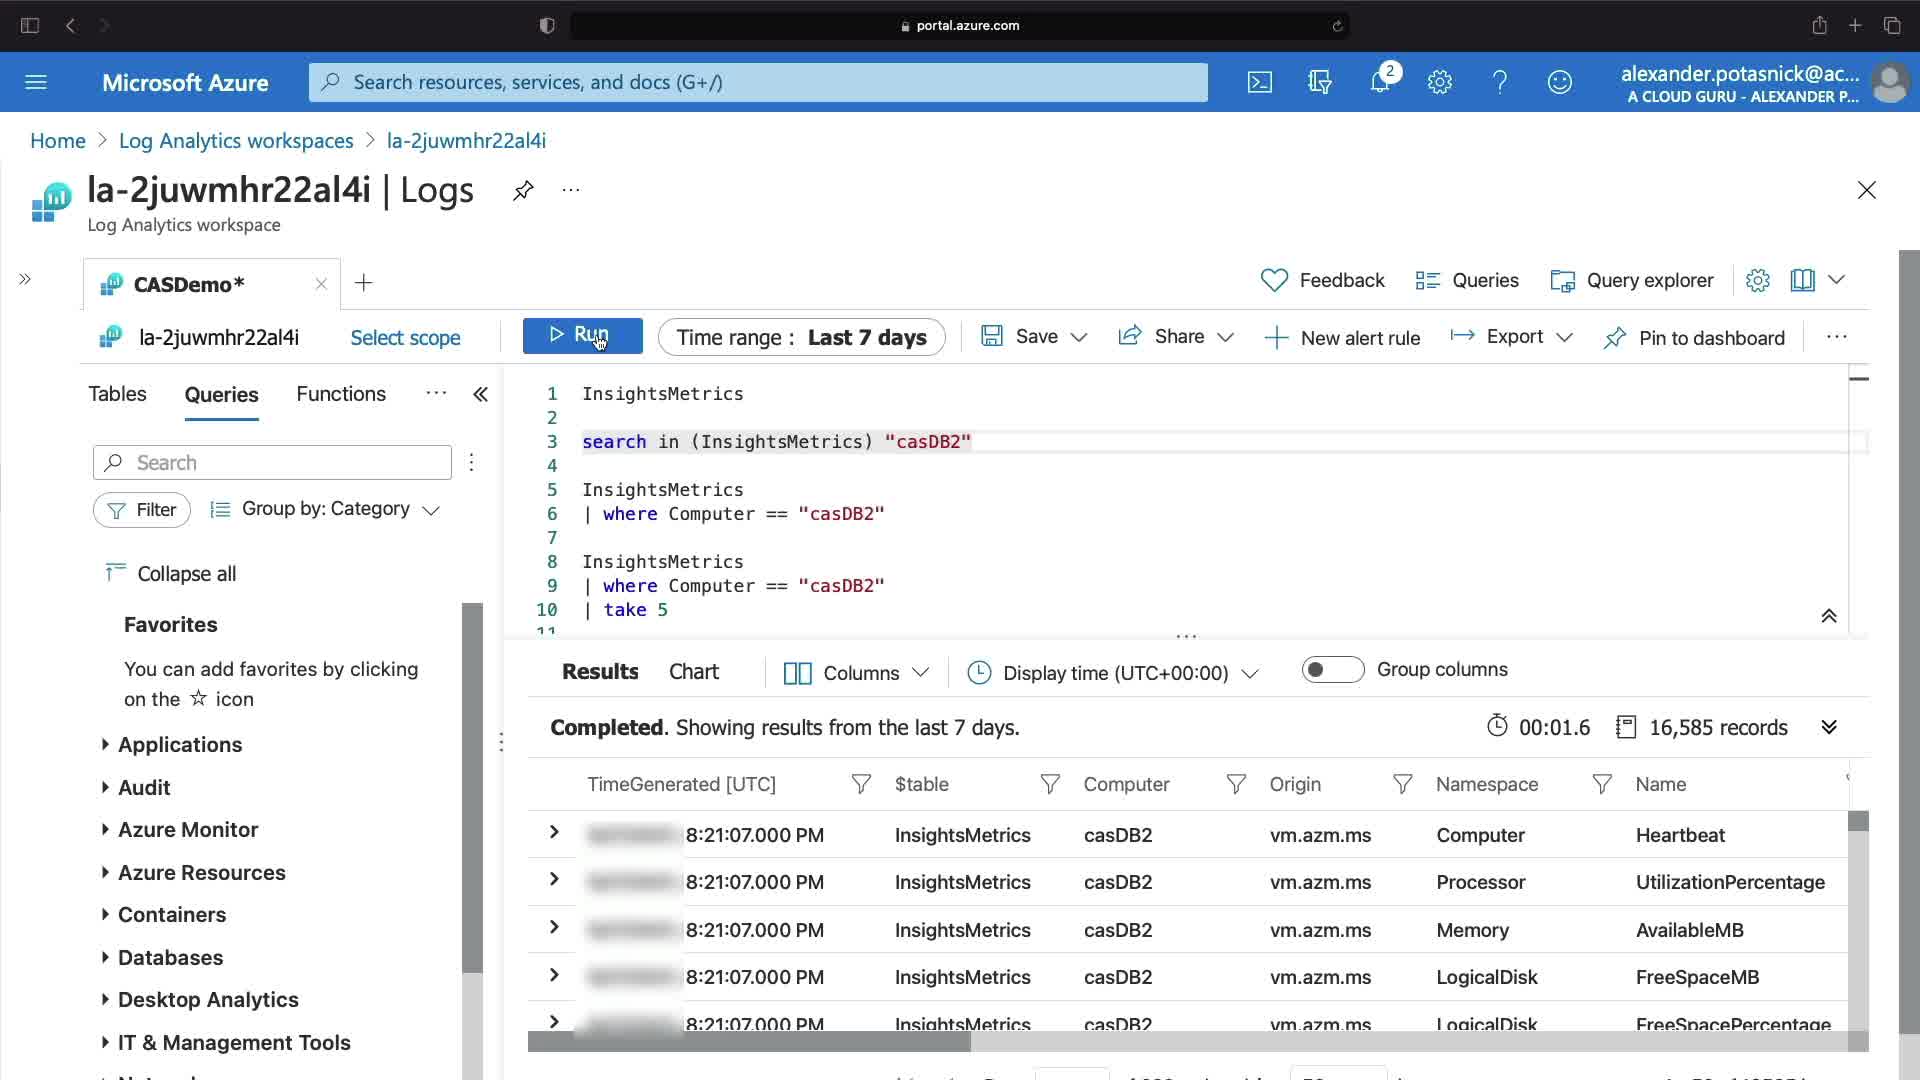 portal.azure.com
Microsoft Azure
Search resources, services, and docs (G+/)
2
alexander.potasnick@ac...
A CLOUD GURU - ALEXANDER P...
Home > Log Analytics workspaces > la-2juwmhr22al4i
la-2juwmhr22al4i | Logs
...
Log Analytics workspace
CASDemo*
Feedback
Queries
Query explorer
la-2juwmhr22al4i
Select scope
Run
Time range : Last 7 days
Save
Share
New alert rule
Export
Pin to dashboard
...
Tables
Queries
Functions
...
Search
Filter
Group by: Category
Collapse all
Favorites
You can add favorites by clicking
on the ☆ icon
Applications
Audit
Azure Monitor
Azure Resources
Containers
Databases
Desktop Analytics
IT & Management Tools
1 InsightsMetrics
2
3 search in (InsightsMetrics) "casDB2"
4
5 InsightsMetrics
6 | where Computer == "casDB2"
7
8 InsightsMetrics
9 | where Computer == "casDB2"
10 | take 5
11
Results
Chart
Columns
Display time (UTC+00:00)
Group columns
Completed. Showing results from the last 7 days.
00:01.6
16,585 records
TimeGenerated [UTC] $table Computer Origin Namespace Name
8:21:07.000 PM InsightsMetrics casDB2 vm.azm.ms Computer Heartbeat
8:21:07.000 PM InsightsMetrics casDB2 vm.azm.ms Processor UtilizationPercentage
8:21:07.000 PM InsightsMetrics casDB2 vm.azm.ms Memory AvailableMB
8:21:07.000 PM InsightsMetrics casDB2 vm.azm.ms LogicalDisk FreeSpaceMB
8:21:07.000 PM InsightsMetrics casDB2 vm.azm.ms LogicalDisk FreeSpacePercentage